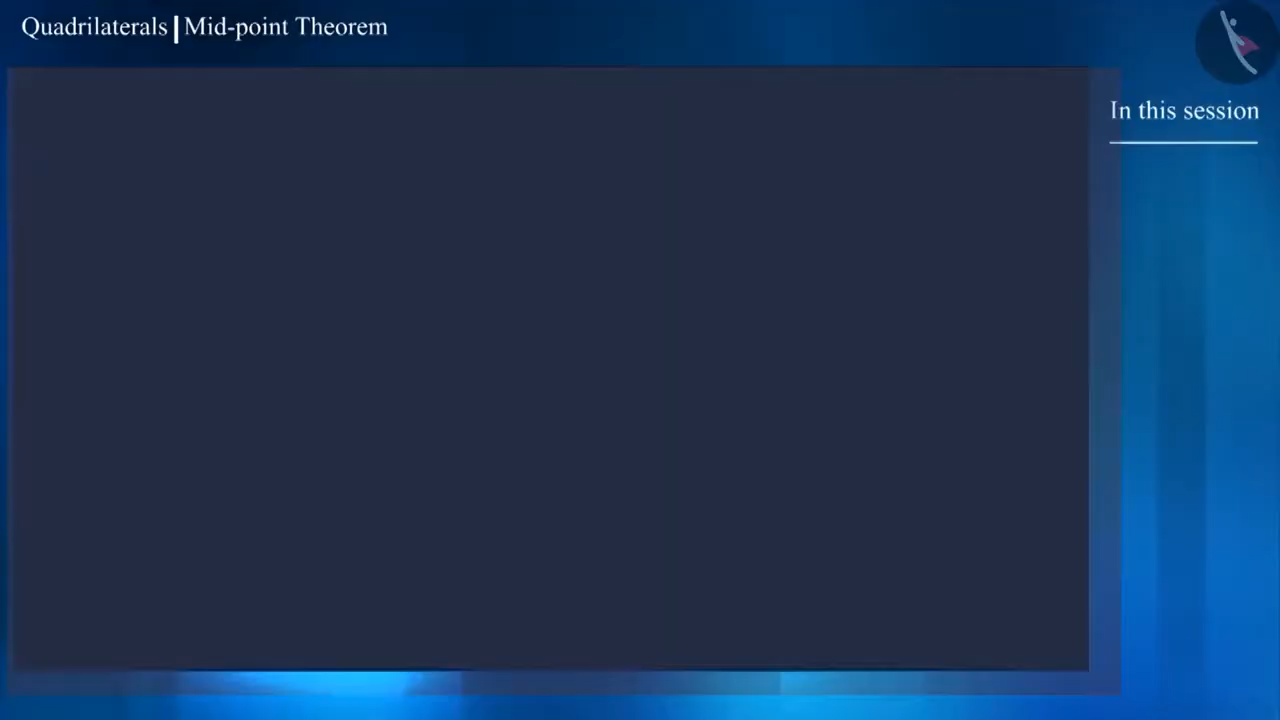 Quadrilaterals | Mid-point Theorem
In this session